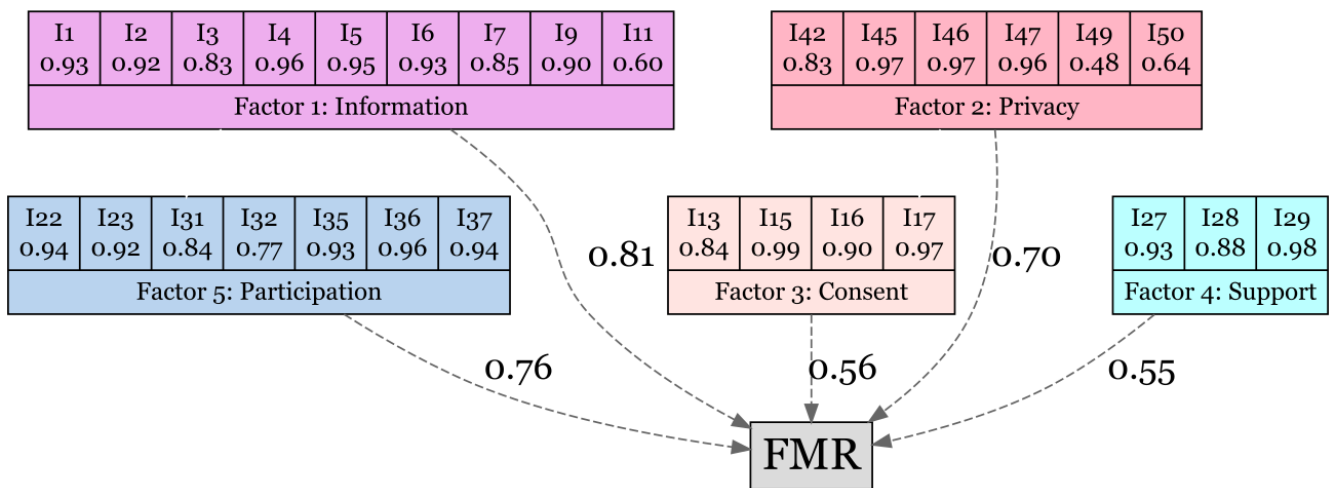 I1 I2 I3 I4 I5 I6 I7 I9 I11
0.93 0.92 0.83 0.96 0.95 0.93 0.85 0.90 0.60
Factor 1: Information
I42 I45 I46 I47 I49 I50
0.83 0.97 0.97 0.96 0.48 0.64
Factor 2: Privacy
I22 I23 I31 I32 I35 I36 I37
0.94 0.92 0.84 0.77 0.93 0.96 0.94
Factor 5: Participation
0.81
I13 I15 I16 I17
0.84 0.99 0.90 0.97
Factor 3: Consent
0.70
I27 I28 I29
0.93 0.88 0.98
Factor 4: Support
0.76
0.56
0.55
FMR